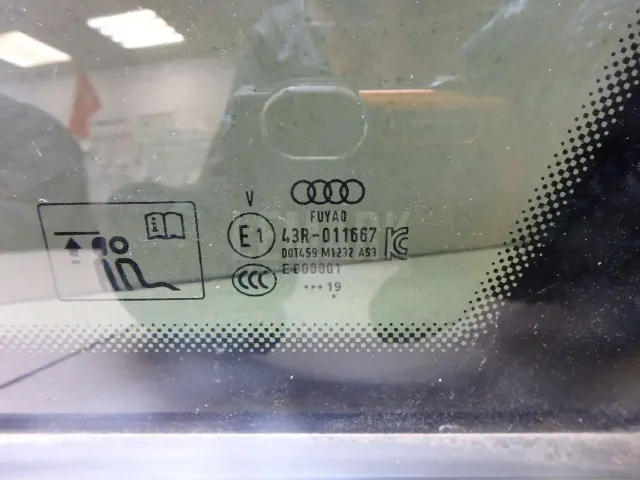 V
FUYAO
E1
43R-011667
DOT459 M1232 AS3
CCC
E000001
•••19